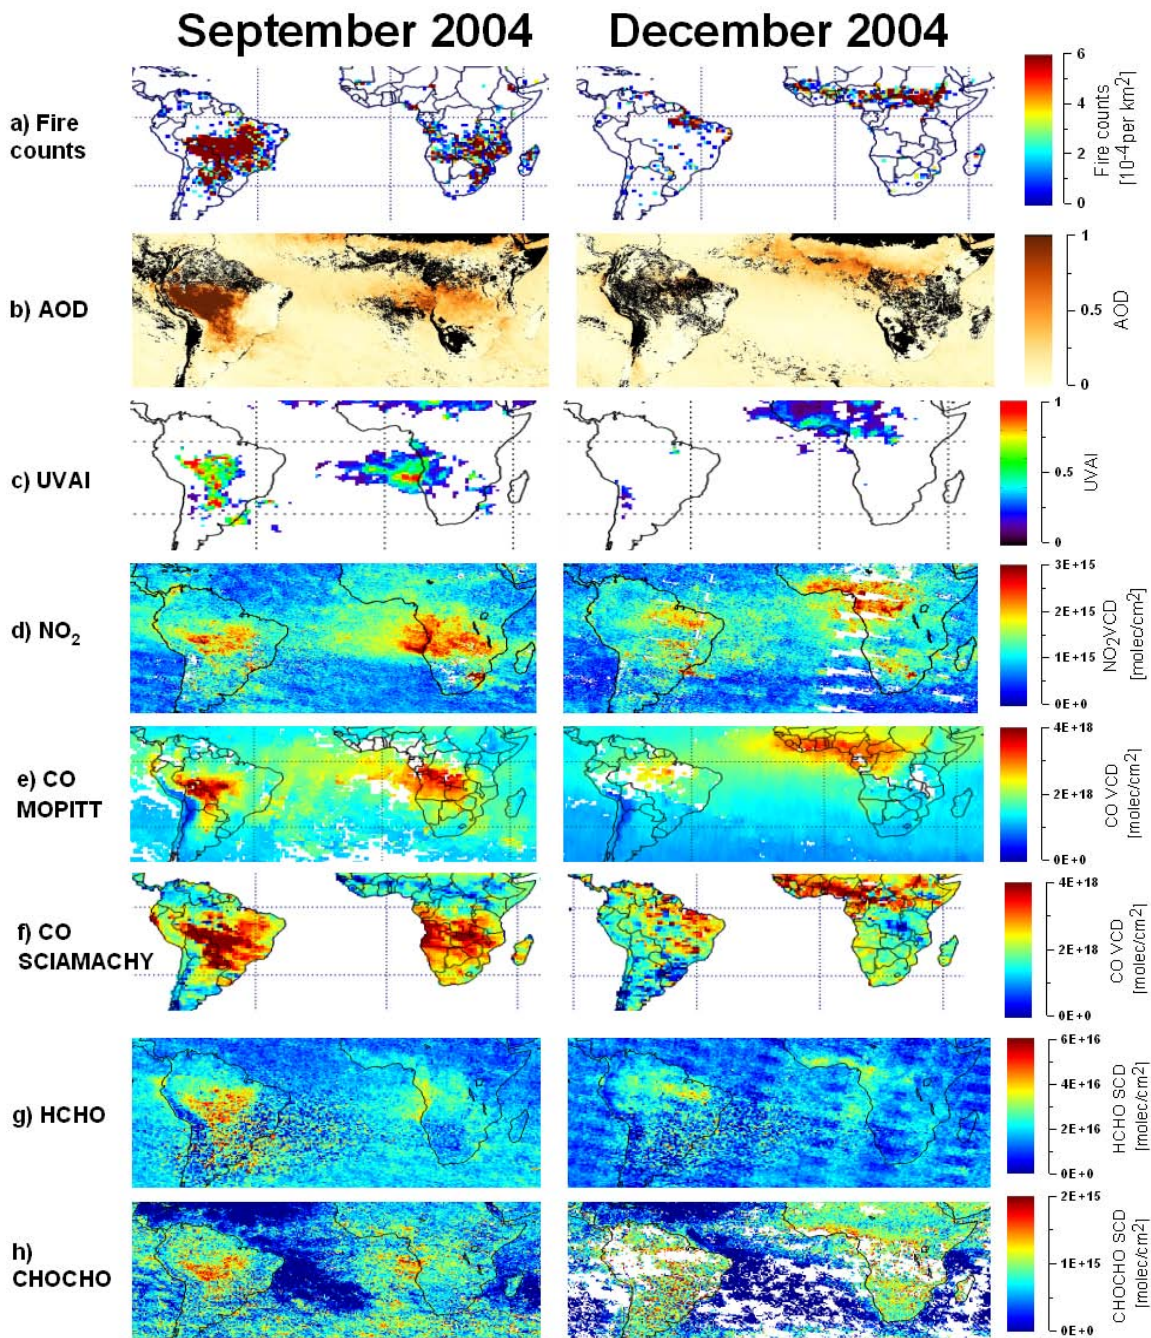 September 2004 December 2004
a) Fire
counts
6
4
2
0
Fire counts
[10-4 per km2]
b) AOD
1
0.5
0
AOD
c) UVAI
1
0.5
0
UVAI
d) NO2
3E+15
2E+15
1E+15
0E+0
NO2VCD
[molec/cm2]
e) CO
MOPITT
4E+18
2E+18
0E+0
CO VCD
[molec/cm2]
f) CO
SCIAMACHY
4E+18
2E+18
0E+0
CO VCD
[molec/cm2]
g) HCHO
6E+16
4E+16
2E+16
0E+0
HCHO SCD
[molec/cm2]
h)
CHOCHO
2E+15
1E+15
0E+0
CHOCHO SCD
[molec/cm2]